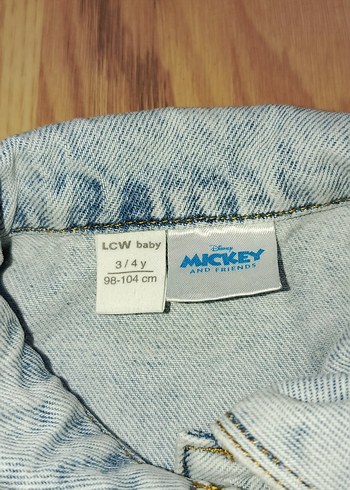 LCW baby
3 / 4 y
98-104 cm
Disney
MICKEY
AND FRIENDS